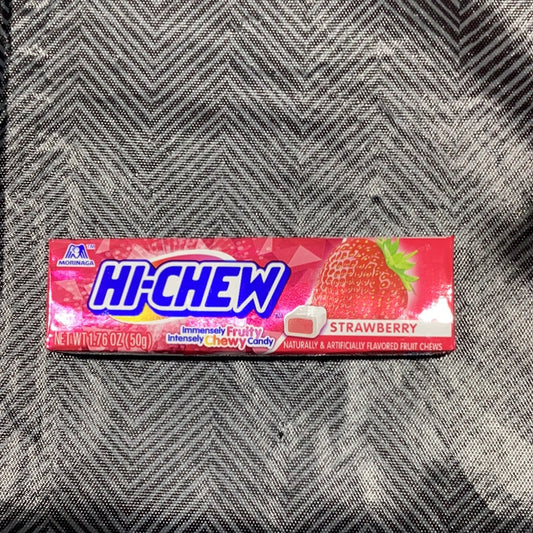 TM
MORINAGA
HI-CHEW
Immensely Fruity
Intensely Chewy Candy
NET WT 1.76 OZ (50g)
STRAWBERRY
NATURALLY & ARTIFICIALLY FLAVORED FRUIT CHEWS